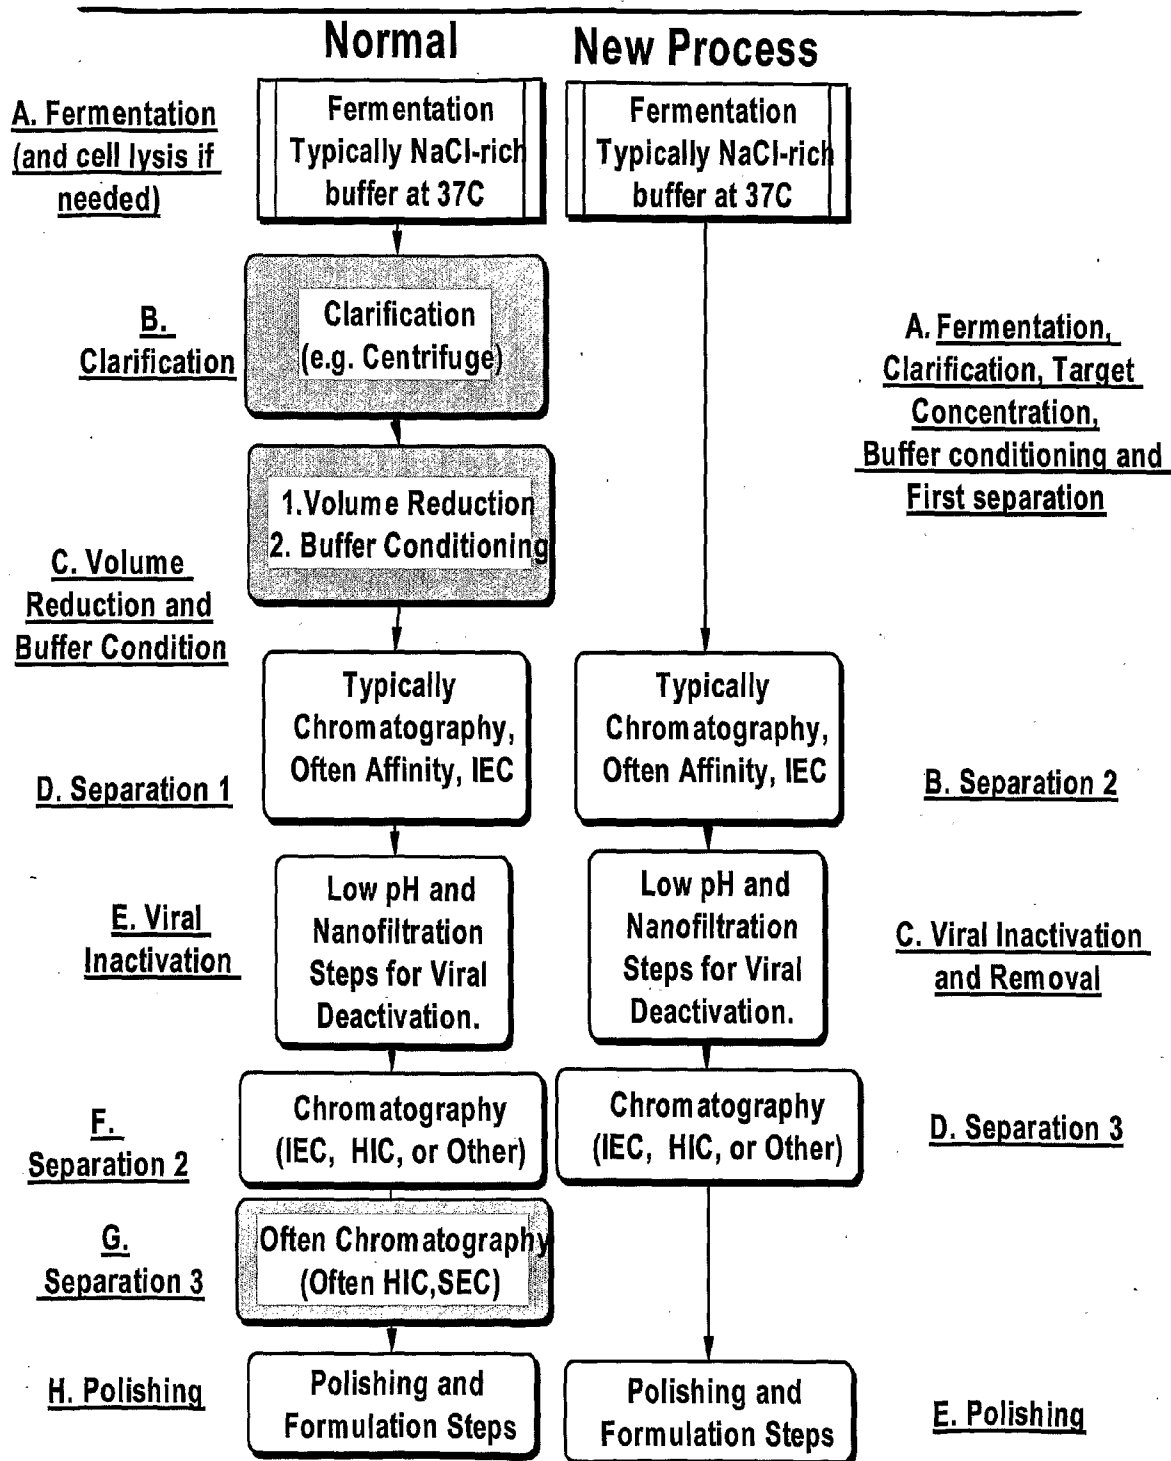 Normal
New Process
A. Fermentation
(and cell lysis if
needed)
Fermentation
Typically NaCl-rich
buffer at 37C
Fermentation
Typically NaCl-rich
buffer at 37C
B.
Clarification
Clarification
(e.g. Centrifuge)
A. Fermentation,
Clarification, Target
Concentration,
Buffer conditioning and
First separation
1.Volume Reduction
2. Buffer Conditioning
C. Volume
Reduction and
Buffer Condition
Typically
Chromatography,
Often Affinity, IEC
Typically
Chromatography,
Often Affinity, IEC
D. Separation 1
B. Separation 2
E. Viral
Inactivation
Low pH and
Nanofiltration
Steps for Viral
Deactivation.
Low pH and
Nanofiltration
Steps for Viral
Deactivation.
C. Viral Inactivation
and Removal
F.
Separation 2
Chromatography
(IEC, HIC, or Other)
Chromatography
(IEC, HIC, or Other)
D. Separation 3
G.
Separation 3
Often Chromatography
(Often HIC,SEC)
H. Polishing
Polishing and
Formulation Steps
Polishing and
Formulation Steps
E. Polishing